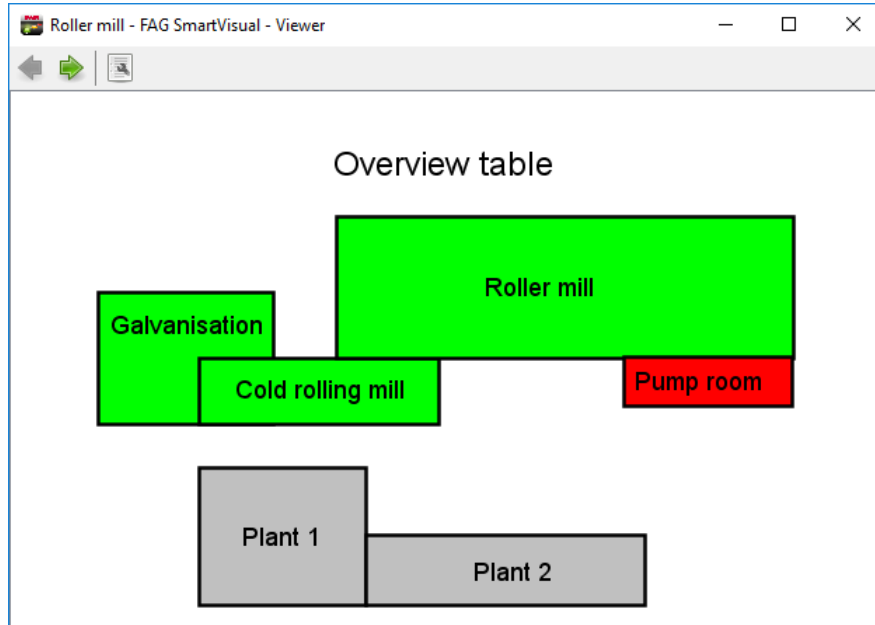 Roller mill - FAG SmartVisual - Viewer
Overview table
Roller mill
Galvanisation
Cold rolling mill
Pump room
Plant 1
Plant 2